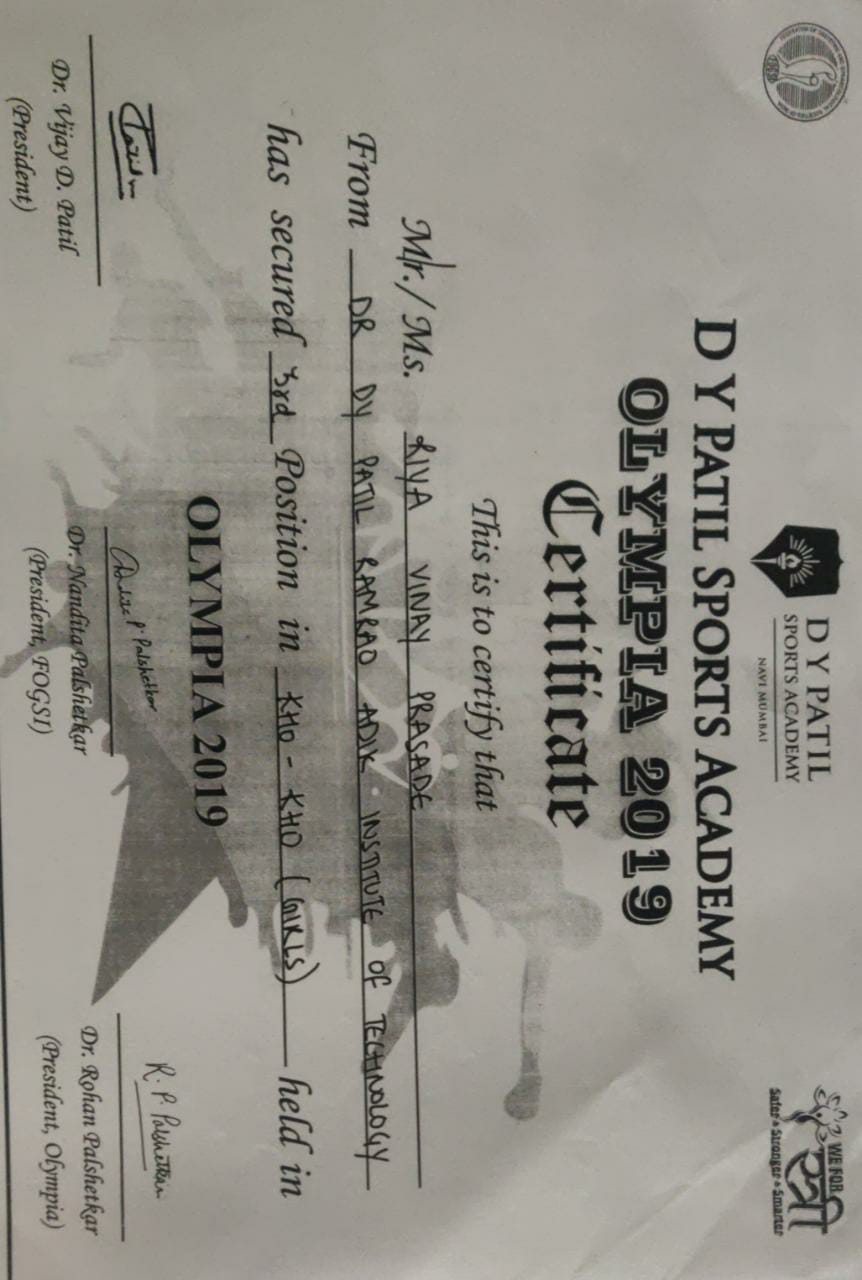 D Y PATIL
SPORTS ACADEMY
NAVI MUMBAI
WE FOR
स्त्री
Safer • Stronger • Smarter
D Y PATIL SPORTS ACADEMY
OLYMPIA 2019
Certificate
This is to certify that
Mr./Ms. RIYA VINAY PRASADE
From DR DY PATIL RAMRAO ADIK INSTITUTE OF TECHNOLOGY
has secured 3rd Position in KHO - KHO (GIRLS) held in
OLYMPIA 2019
R. P. Palshetkar
Dr. Vijay D. Patil
(President)
Dr. Nandita Palshetkar
(President, FOGSI)
Dr. Rohan Palshetkar
(President, Olympia)